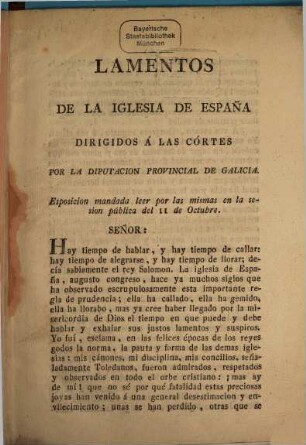 Bayerische
Staatsbibliothek
München
LAMENTOS
DE LA IGLESIA DE ESPAÑA
DIRIGIDOS Á LAS CÓRTES
POR LA DIPUTACION PROVINCIAL DE GALICIA.
Esposicion mandada leer por las mismas en la se-
sion pública del 11 de Octubre.
SEÑOR:
Hay tiempo de hablar, y hay tiempo de callar:
hay tiempo de alegrarse, y hay tiempo de llorar; de-
cia sabiamente el rey Salomon. La iglesia de Espa-
ña, augusto congreso, hace ya muchos siglos que
ha observado escrupulosamente esta importante regla
de prudencia; ella ha callado, ella ha gemido,
ella ha llorado, mas ya cree haber llegado por la mi-
sericordia de Dios el tiempo en que puede y debe
hablar y exhalar sus justos lamentos y suspiros.
Yo fui, esclama, en las felices épocas de los reyes
godos la norma, la pauta y forma de las demas igle-
sias: mis cánones, mi disciplina, mis concilios, seña-
ladamente Toledanos, fueron admirados, respetados
y observados en todo el orbe cristiano: ¡mas ay
de mí! que no sé por qué fatalidad estas preciosas
joyas han venido á una general desestimacion y en-
vilecimiento; unas se han perdido, otras que se